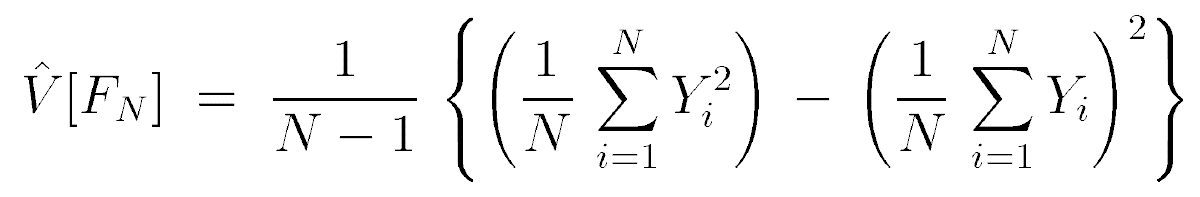 $\hat{V}[F_N] = \frac{1}{N-1} \left\{ \left( \frac{1}{N} \sum_{i=1}^{N} Y_i^2 \right) - \left( \frac{1}{N} \sum_{i=1}^{N} Y_i \right)^2 \right\}$